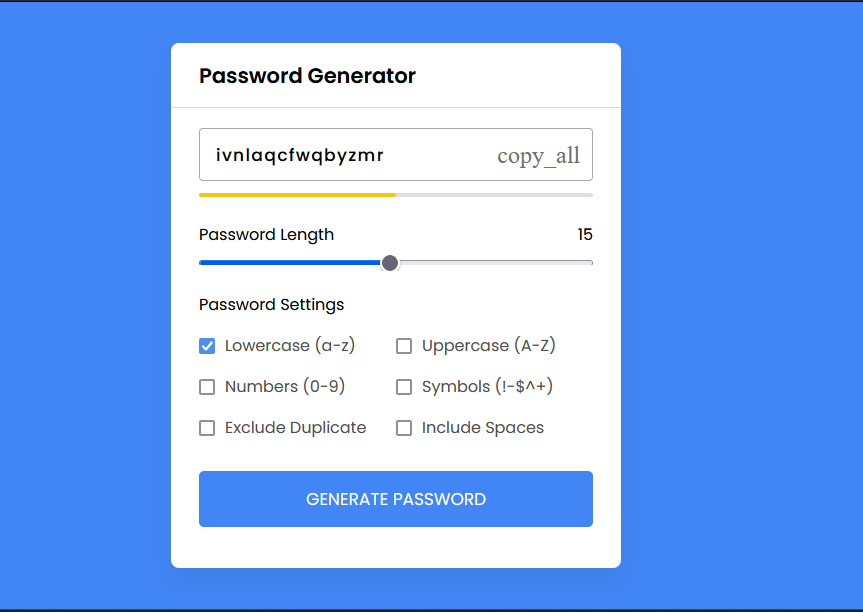 Password Generator
ivnlaqcfwqbyzmr copy_all
Password Length 15
Password Settings
Lowercase (a-z) Uppercase (A-Z)
Numbers (0-9) Symbols (!-$^+)
Exclude Duplicate Include Spaces
GENERATE PASSWORD